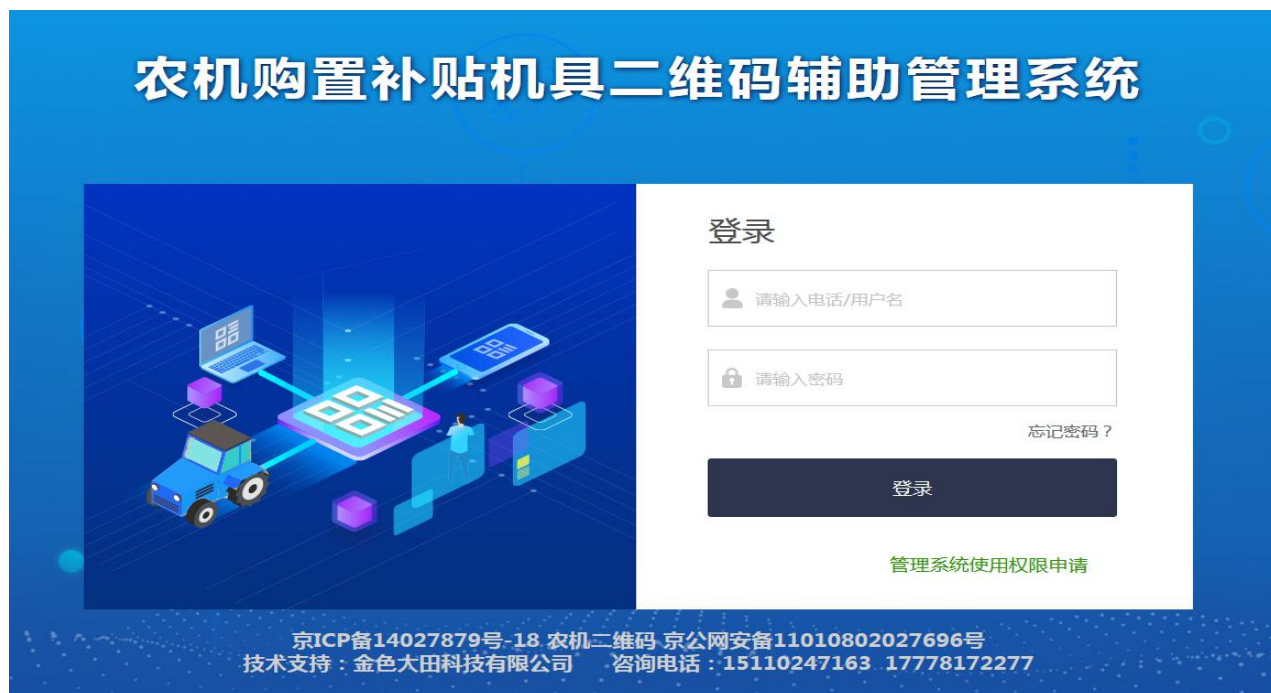 农机购置补贴机具二维码辅助管理系统
登录
请输入电话/用户名
请输入密码
忘记密码？
登录
管理系统使用权限申请
京ICP备14027879号-18 农机二维码 京公网安备11010802027696号
技术支持：金色大田科技有限公司 咨询电话：15110247163 17778172277